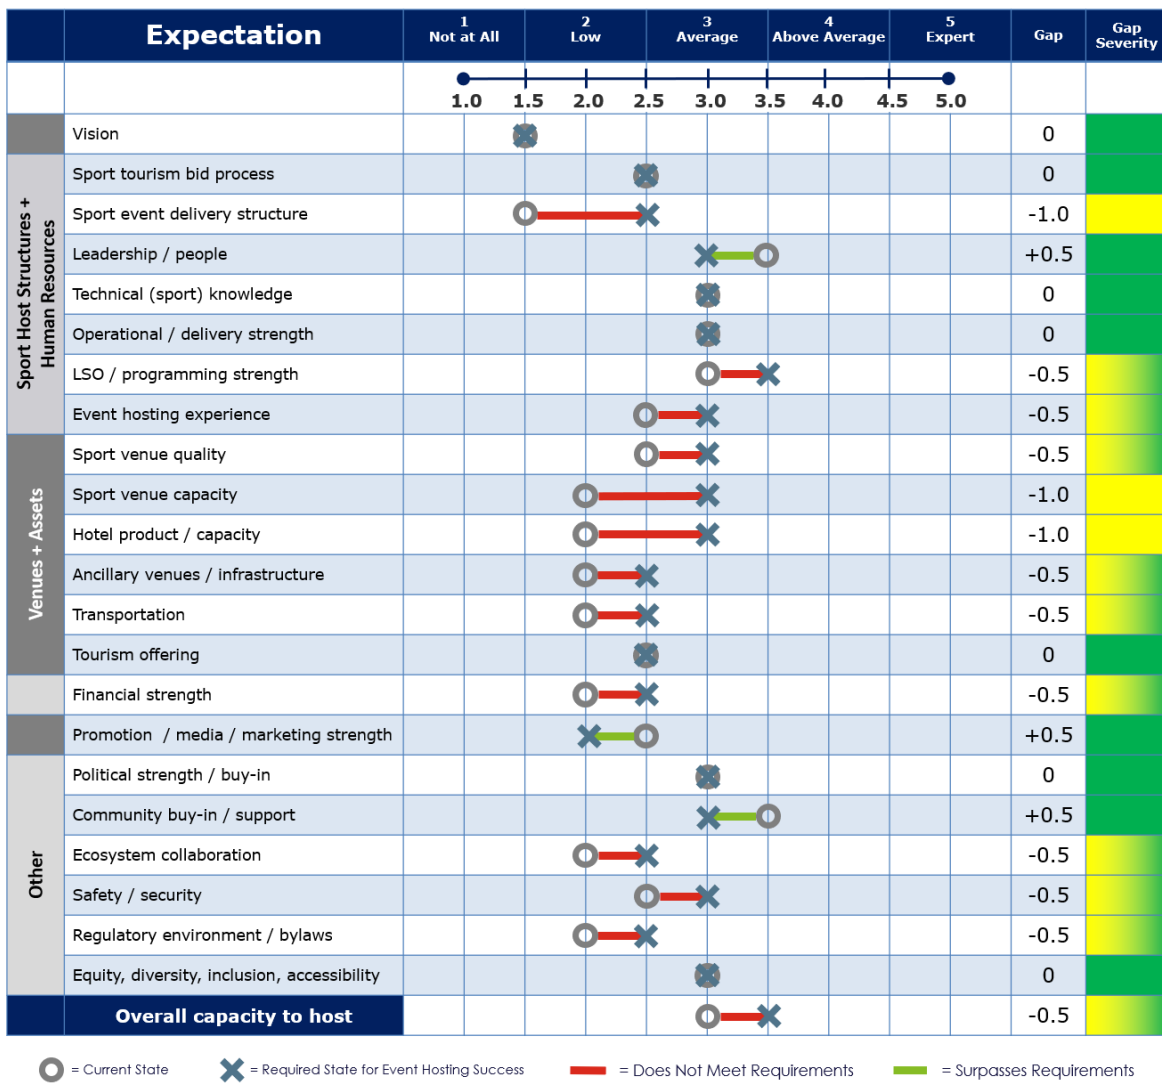 Expectation
1
Not at All
2
Low
3
Average
4
Above Average
5
Expert
Gap
Gap
Severity
1.0 1.5 2.0 2.5 3.0 3.5 4.0 4.5 5.0
Vision 0
Sport Host Structures +
Human Resources
Sport tourism bid process 0
Sport event delivery structure -1.0
Leadership / people +0.5
Technical (sport) knowledge 0
Operational / delivery strength 0
LSO / programming strength -0.5
Event hosting experience -0.5
Venues + Assets
Sport venue quality -0.5
Sport venue capacity -1.0
Hotel product / capacity -1.0
Ancillary venues / infrastructure -0.5
Transportation -0.5
Tourism offering 0
Financial strength -0.5
Promotion / media / marketing strength +0.5
Other
Political strength / buy-in 0
Community buy-in / support +0.5
Ecosystem collaboration -0.5
Safety / security -0.5
Regulatory environment / bylaws -0.5
Equity, diversity, inclusion, accessibility 0
Overall capacity to host -0.5
= Current State = Required State for Event Hosting Success = Does Not Meet Requirements = Surpasses Requirements